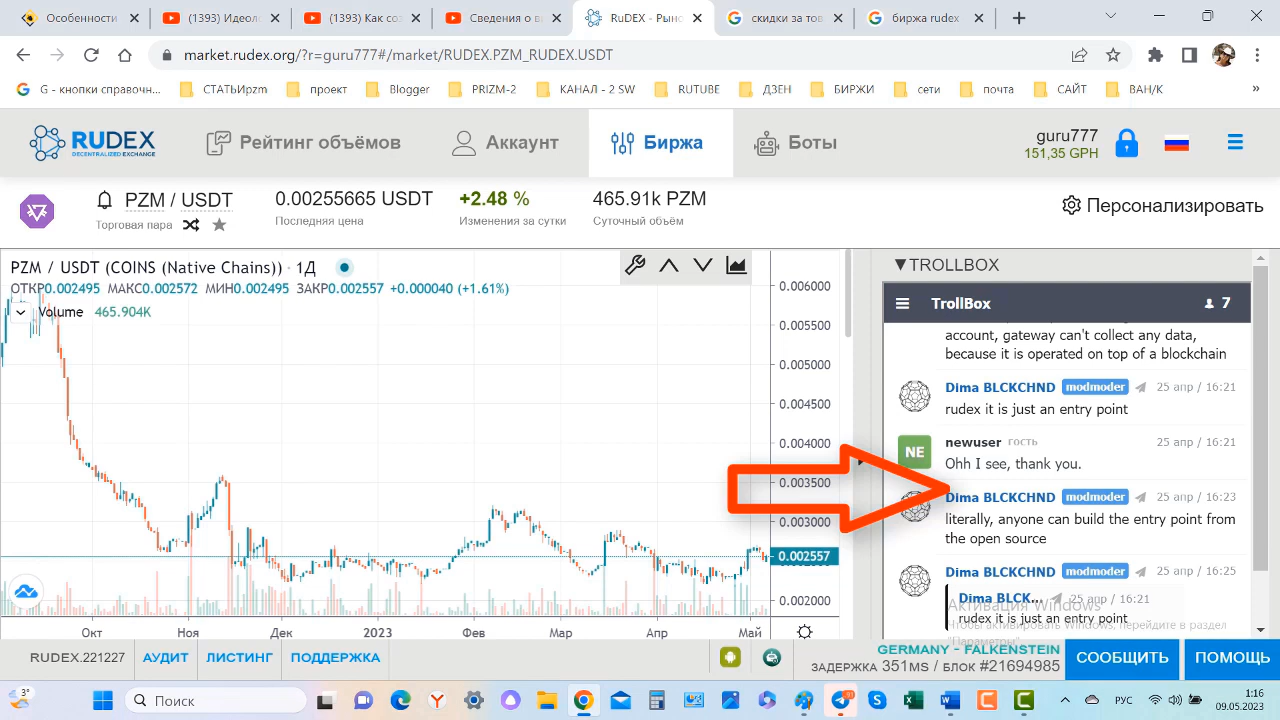 Особенности
(1393) Идеол
(1393) Как со
Сведения о в
RuDEX - Рын
скидки за тов
биржа rudex
market.rudex.org/?r=guru777#/market/RUDEX.PZM_RUDEX.USDT
G - кнопки справочн...
СТАТЬИpzm
проект
Blogger
PRIZM-2
КАНАЛ - 2 SW
RUTUBE
ДЗЕН
БИРЖИ
сети
почта
САЙТ
ВАН/К
»
RUDEX
DECENTRALIZED EXCHANGE
Рейтинг объёмов
Аккаунт
Биржа
Боты
guru777
151,35 GPH
PZM / USDT
Торговая пара
0.00255665 USDT
Последняя цена
+2.48 %
Изменения за сутки
465.91k PZM
Суточный объём
Персонализировать
PZM / USDT (COINS (Native Chains)) · 1Д
ОТКР0.002495 МАКС0.002572 МИН0.002495 ЗАКР0.002557 +0.000040 (+1.61%)
Volume 465.904K
0.006000
0.005500
0.005000
0.004500
0.004000
0.003500
0.003000
0.002557
0.002000
Окт
Ноя
Дек
2023
Фев
Мар
Апр
Май
▼TROLLBOX
TrollBox
7
account, gateway can't collect any data,
because it is operated on top of a blockchain
Dima BLCKCHND modmoder 25 апр / 16:21
rudex it is just an entry point
NE
newuser гость 25 апр / 16:21
Ohh I see, thank you.
Dima BLCKCHND modmoder 25 апр / 16:23
literally, anyone can build the entry point from
the open source
Dima BLCKCHND modmoder 25 апр / 16:25
Dima BLCK... 25 апр / 16:21
rudex it is just an entry point
Активация Windows
Чтобы активировать Windows, перейдите в раздел
"Параметры".
RUDEX.221227
АУДИТ
ЛИСТИНГ
ПОДДЕРЖКА
GERMANY - FALKENSTEIN
ЗАДЕРЖКА 351MS / БЛОК #21694985
СООБЩИТЬ
ПОМОЩЬ
3°
Поиск
РУС
1:16
09.05.2023